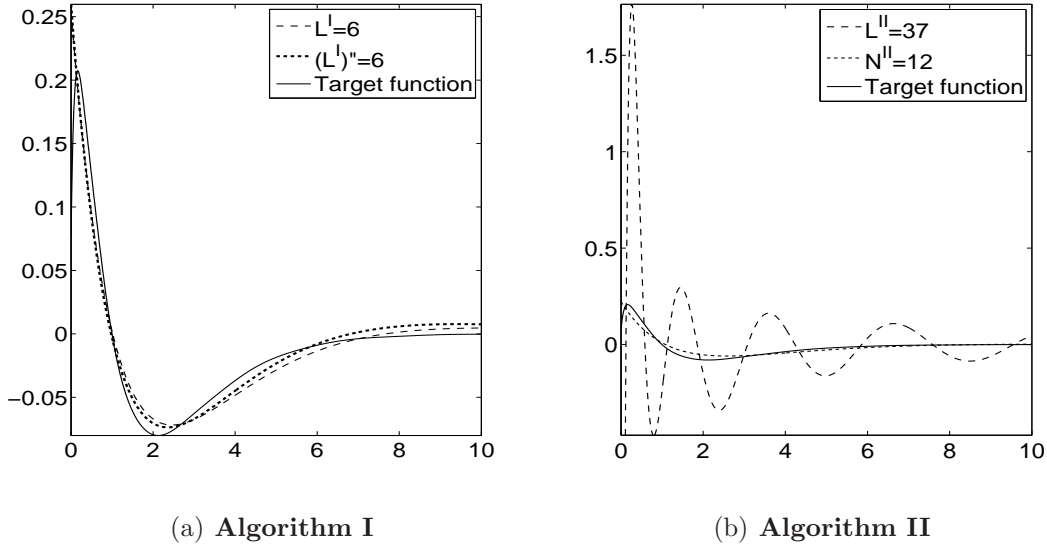 0.25
0.2
0.15
0.1
0.05
0
−0.05
0 2 4 6 8 10
L^I=6
(L^I)"=6
Target function
(a) Algorithm I
1.5
1
0.5
0
0 2 4 6 8 10
L^II=37
N^II=12
Target function
(b) Algorithm II